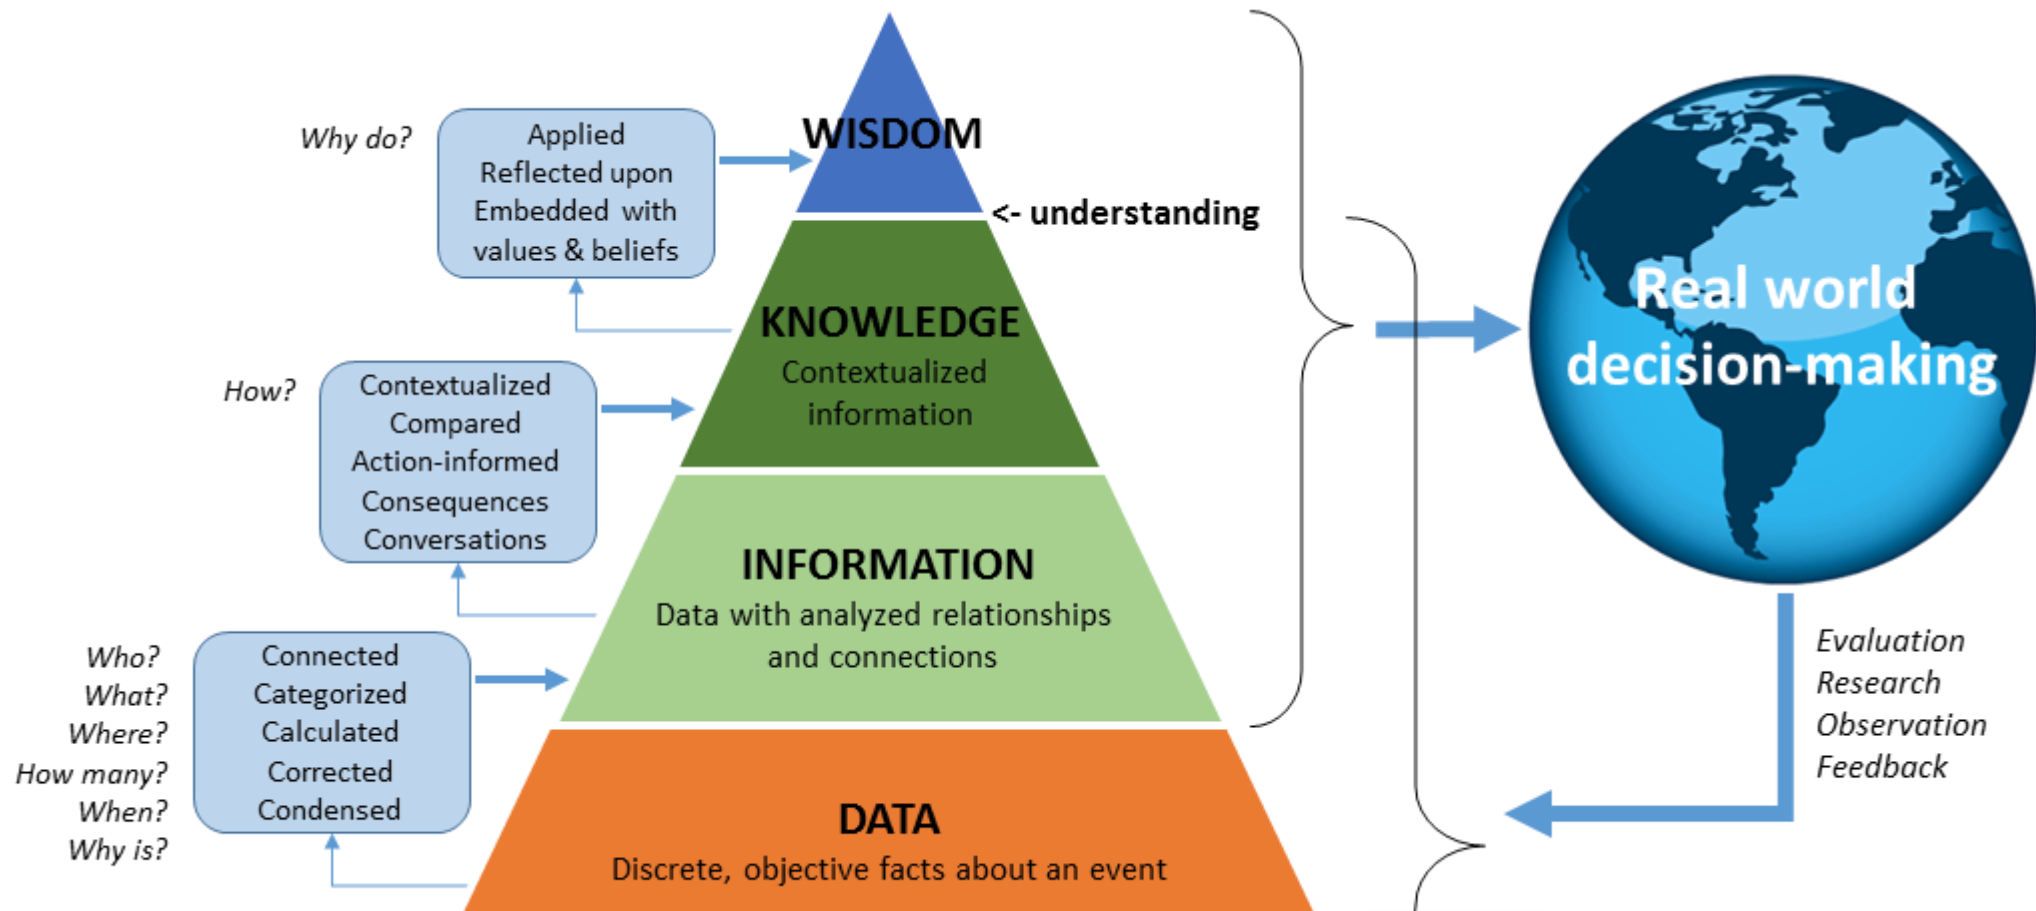 WISDOM
Why do?
Applied
Reflected upon
Embedded with
values & beliefs
<- understanding
KNOWLEDGE
Contextualized
information
How?
Contextualized
Compared
Action-informed
Consequences
Conversations
INFORMATION
Data with analyzed relationships
and connections
Who?
What?
Where?
How many?
When?
Why is?
Connected
Categorized
Calculated
Corrected
Condensed
DATA
Discrete, objective facts about an event
Real world
decision-making
Evaluation
Research
Observation
Feedback